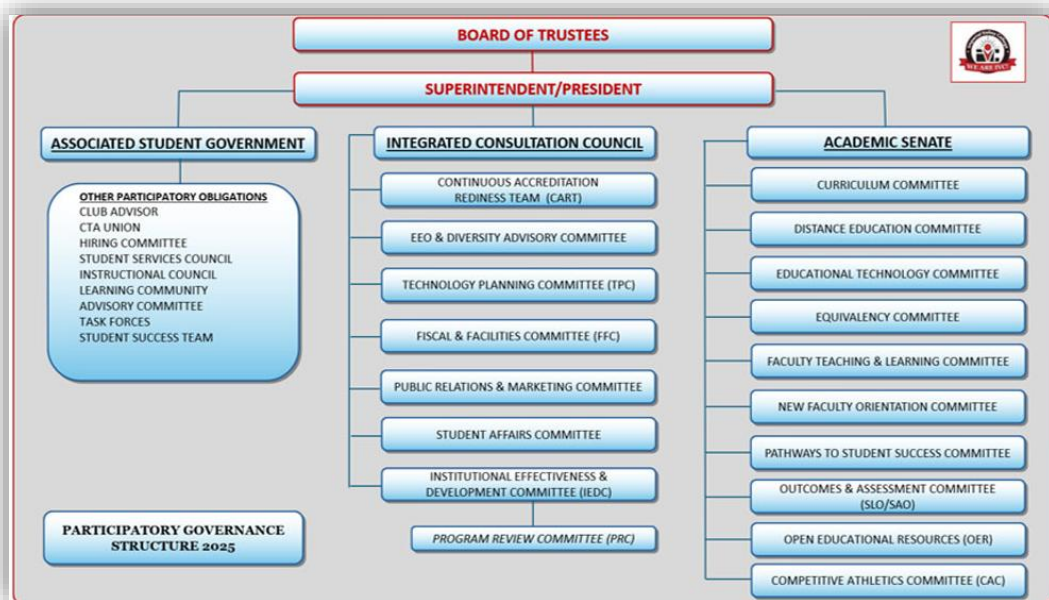 BOARD OF TRUSTEES
WE ARE IVC!
SUPERINTENDENT/PRESIDENT
ASSOCIATED STUDENT GOVERNMENT
OTHER PARTICIPATORY OBLIGATIONS
CLUB ADVISOR
CTA UNION
HIRING COMMITTEE
STUDENT SERVICES COUNCIL
INSTRUCTIONAL COUNCIL
LEARNING COMMUNITY
ADVISORY COMMITTEE
TASK FORCES
STUDENT SUCCESS TEAM
PARTICIPATORY GOVERNANCE
STRUCTURE 2025
INTEGRATED CONSULTATION COUNCIL
CONTINUOUS ACCREDITATION
REDINESS TEAM (CART)
EEO & DIVERSITY ADVISORY COMMITTEE
TECHNOLOGY PLANNING COMMITTEE (TPC)
FISCAL & FACILITIES COMMITTEE (FFC)
PUBLIC RELATIONS & MARKETING COMMITTEE
STUDENT AFFAIRS COMMITTEE
INSTITUTIONAL EFFECTIVENESS &
DEVELOPMENT COMMITTEE (IEDC)
PROGRAM REVIEW COMMITTEE (PRC)
ACADEMIC SENATE
CURRICULUM COMMITTEE
DISTANCE EDUCATION COMMITTEE
EDUCATIONAL TECHNOLOGY COMMITTEE
EQUIVALENCY COMMITTEE
FACULTY TEACHING & LEARNING COMMITTEE
NEW FACULTY ORIENTATION COMMITTEE
PATHWAYS TO STUDENT SUCCESS COMMITTEE
OUTCOMES & ASSESSMENT COMMITTEE
(SLO/SAO)
OPEN EDUCATIONAL RESOURCES (OER)
COMPETITIVE ATHLETICS COMMITTEE (CAC)